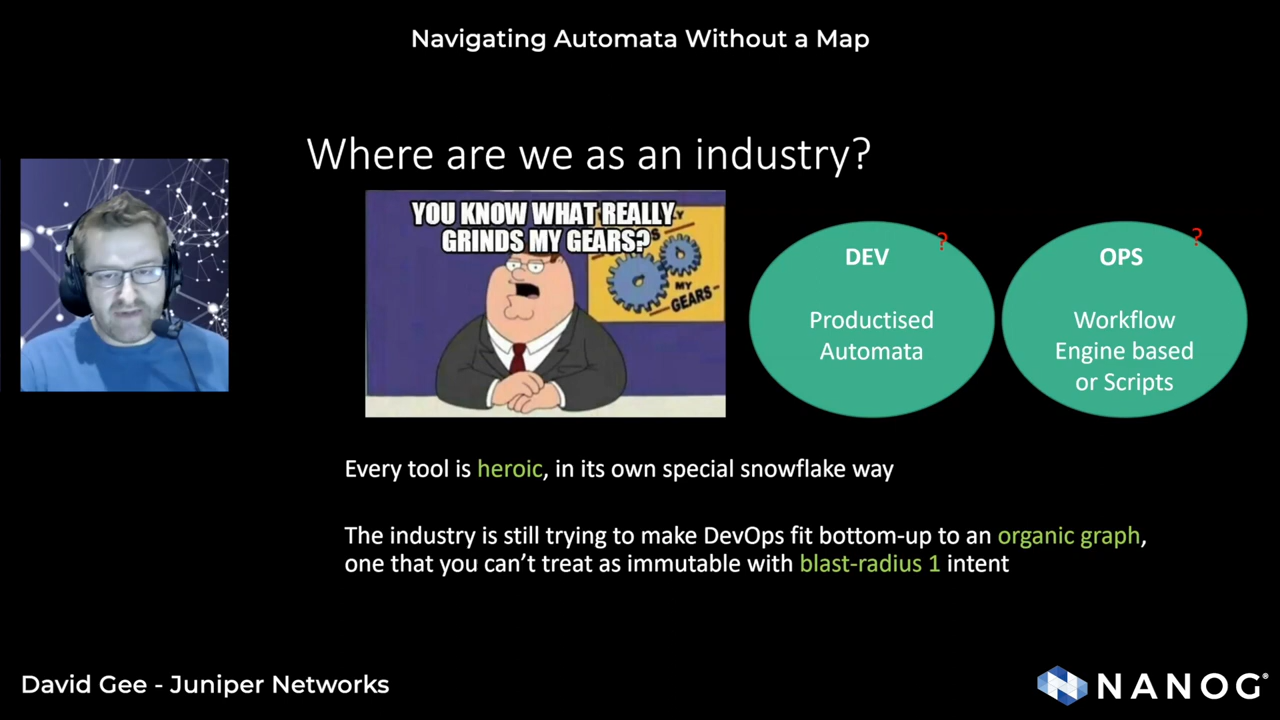 Navigating Automata Without a Map
Where are we as an industry?
YOU KNOW WHAT REALLY
GRINDS MY GEARS?
MY
GEARS
DEV
?
Productised
Automata
OPS
?
Workflow
Engine based
or Scripts
Every tool is heroic, in its own special snowflake way
The industry is still trying to make DevOps fit bottom-up to an organic graph,
one that you can’t treat as immutable with blast-radius 1 intent
David Gee - Juniper Networks
NANOG®